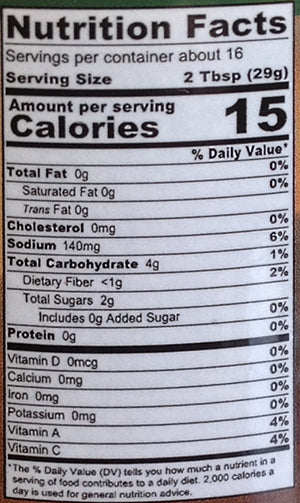 Nutrition Facts
Servings per container about 16
Serving Size 2 Tbsp (29g)
Amount per serving
Calories 15
% Daily Value*
Total Fat 0g 0%
Saturated Fat 0g 0%
Trans Fat 0g
Cholesterol 0mg 0%
Sodium 140mg 6%
Total Carbohydrate 4g 1%
Dietary Fiber <1g 2%
Total Sugars 2g
Includes 0g Added Sugar 0%
Protein 0g 0%
Vitamin D 0mcg 0%
Calcium 0mg 0%
Iron 0mg 0%
Potassium 0mg 0%
Vitamin A 4%
Vitamin C 4%
*The % Daily Value (DV) tells you how much a nutrient in a
serving of food contributes to a daily diet. 2,000 calories a
day is used for general nutrition advice.